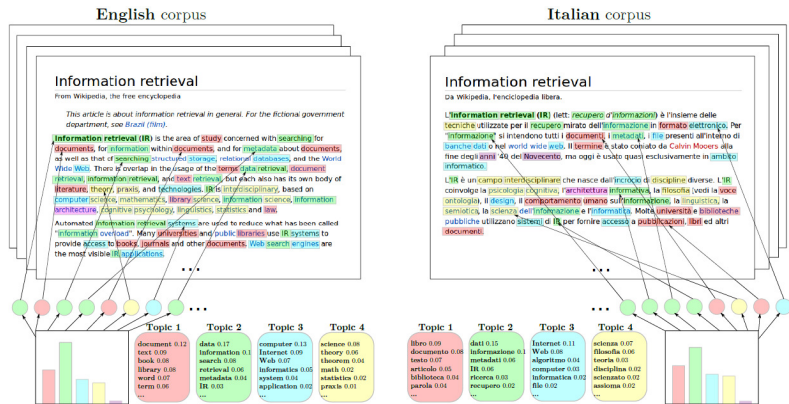 English corpus
Information retrieval
From Wikipedia, the free encyclopedia
This article is about information retrieval in general. For the fictional government
department, see Brazil (film).
Information retrieval (IR) is the area of study concerned with searching for
documents, for information within documents, and for metadata about documents,
as well as that of searching structured storage, relational databases, and the World
Wide Web. There is overlap in the usage of the terms data retrieval, document
retrieval, information retrieval, and text retrieval, but each also has its own body of
literature, theory, praxis, and technologies. IR is interdisciplinary, based on
computer science, mathematics, library science, information science, information
architecture, cognitive psychology, linguistics, statistics and law.
Automated information retrieval systems are used to reduce what has been called
"information overload". Many universities and public libraries use IR systems to
provide access to books, journals and other documents. Web search engines are
the most visible IR applications.
...
...
Topic 1
document 0.12
text 0.09
book 0.08
library 0.08
word 0.07
term 0.06
...
Topic 2
data 0.17
information 0.1
search 0.08
retrieval 0.06
metadata 0.04
IR 0.03
...
Topic 3
computer 0.13
Internet 0.09
Web 0.07
informatica 0.05
system 0.04
application 0.02
...
Topic 4
science 0.08
theory 0.06
theorem 0.04
math 0.02
statistics 0.02
praxis 0.01
...
Italian corpus
Information retrieval
Da Wikipedia, l'enciclopedia libera.
L'Information retrieval (IR) (lett: recupero d'informazioni) è l'insieme delle
tecniche utilizzate per il recupero mirato dell'informazione in formato elettronico. Per
"informazione" si intendono tutti i documenti, i metadati, i file presenti all'interno di
banche dati o nel world wide web. Il termine è stato coniato da Calvin Mooers alla
fine degli anni '40 del Novecento, ma oggi è usato quasi esclusivamente in ambito
informatico.
L'IR è un campo interdisciplinare che nasce dall'incrocio di discipline diverse. L'IR
coinvolge la psicologia cognitiva, l'architettura informativa, la filosofia (vedi la voce
ontologia), il design, il comportamento umano sull'informazione, la linguistica, la
semiotica, la scienza dell'informazione e l'informatica. Molte università e biblioteche
pubbliche utilizzano sistemi di IR per fornire accesso a pubblicazioni, libri ed altri
documenti.
...
...
Topic 1
libro 0.09
documento 0.08
testo 0.07
articolo 0.05
biblioteca 0.04
parola 0.04
...
Topic 2
dati 0.15
informazione 0.1
metadati 0.06
IR 0.06
ricerca 0.03
recupero 0.03
...
Topic 3
Internet 0.11
Web 0.08
algoritmo 0.04
computer 0.03
informatica 0.02
file 0.02
...
Topic 4
scienza 0.07
filosofia 0.06
teoria 0.03
disciplina 0.02
scienzato 0.02
assioma 0.02
...